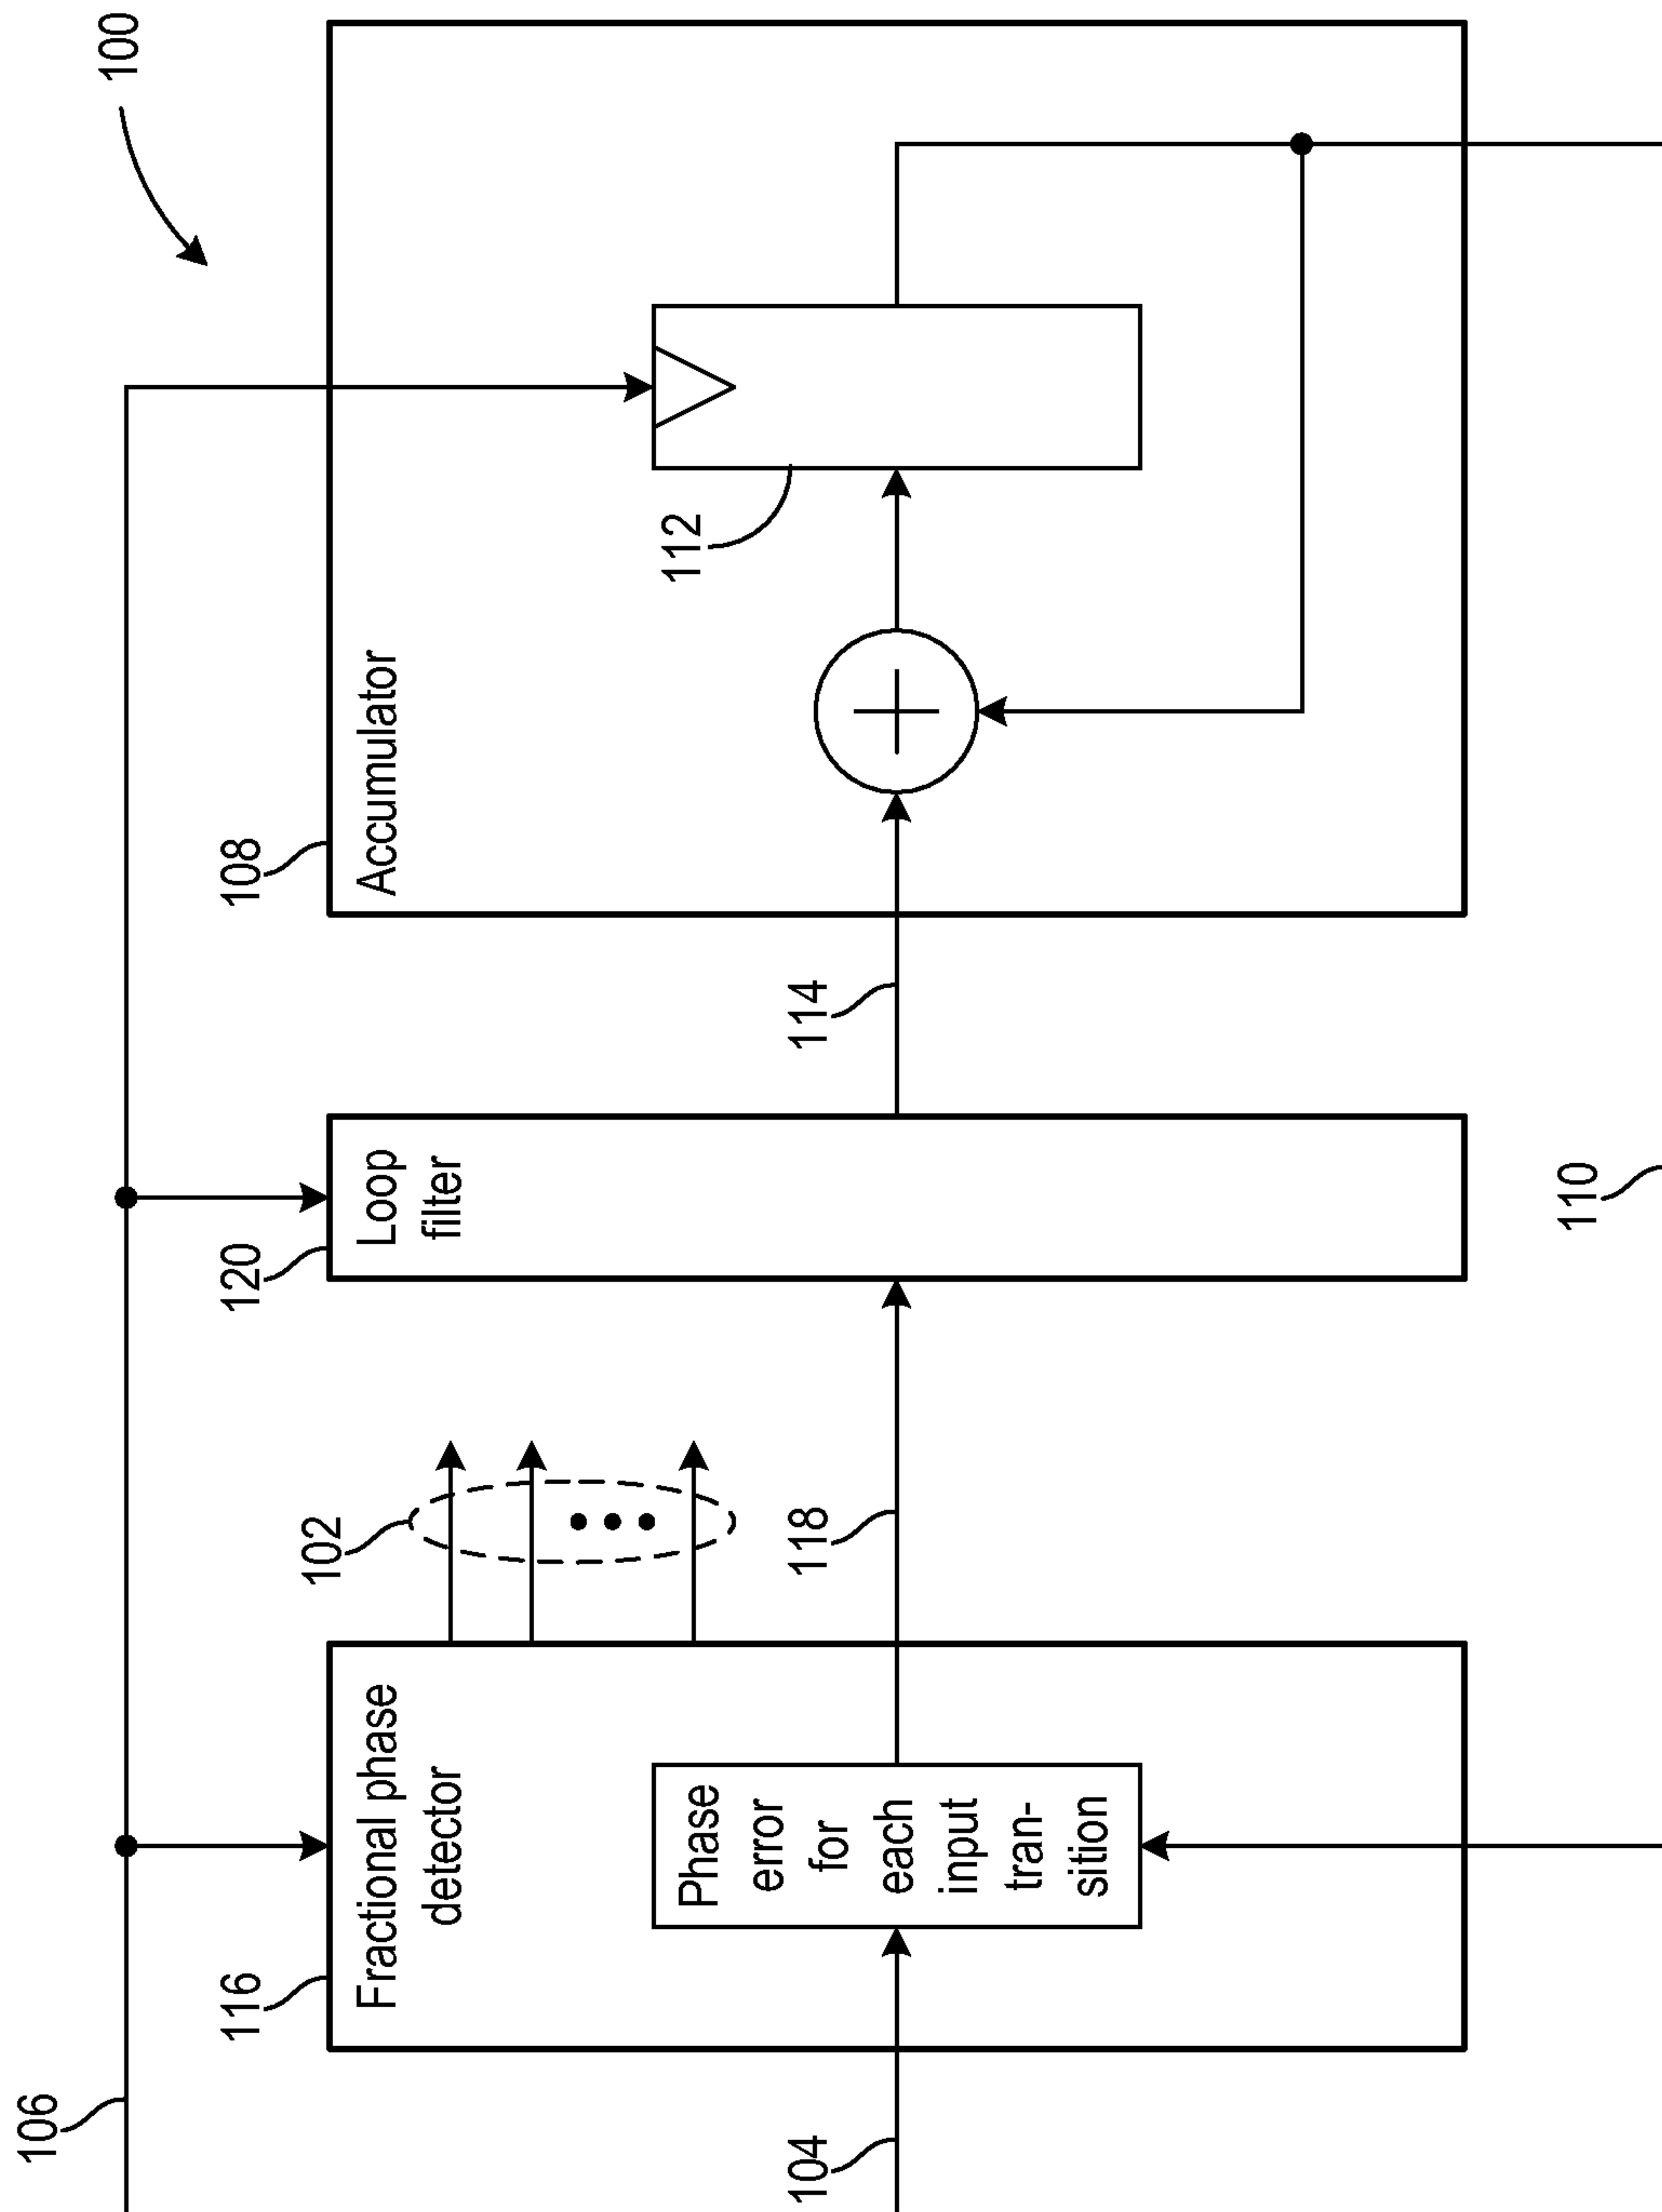 100
106
116
Fractional phase
detector
102
120
Loop
filter
108
Accumulator
112
104
Phase
error
for
each
input
tran-
sition
118
114
110